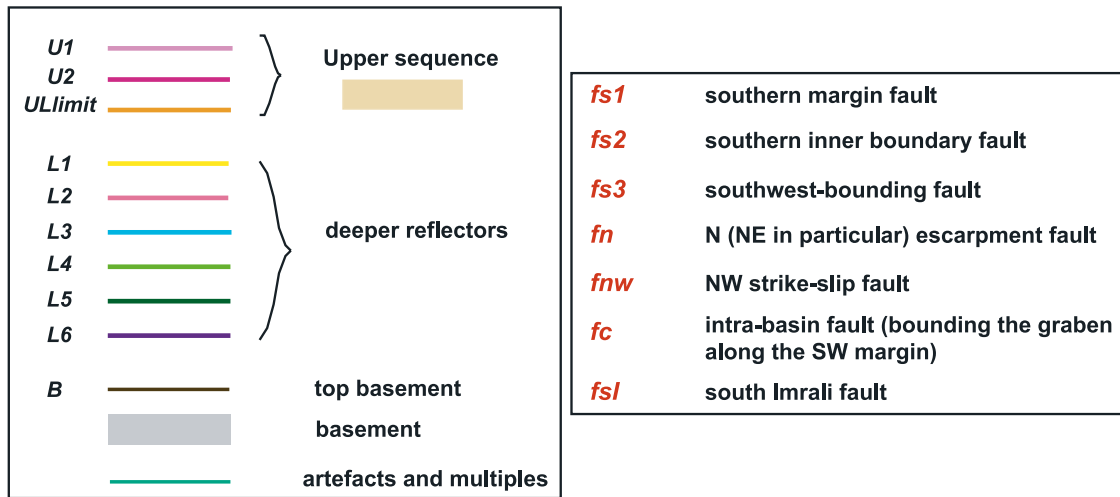 U1
U2
Upper sequence
ULlimit
L1
L2
L3
deeper reflectors
L4
L5
L6
B top basement
basement
artefacts and multiples
fs1 southern margin fault
fs2 southern inner boundary fault
fs3 southwest-bounding fault
fn N (NE in particular) escarpment fault
fnw NW strike-slip fault
fc intra-basin fault (bounding the graben
along the SW margin)
fsI south Imrali fault